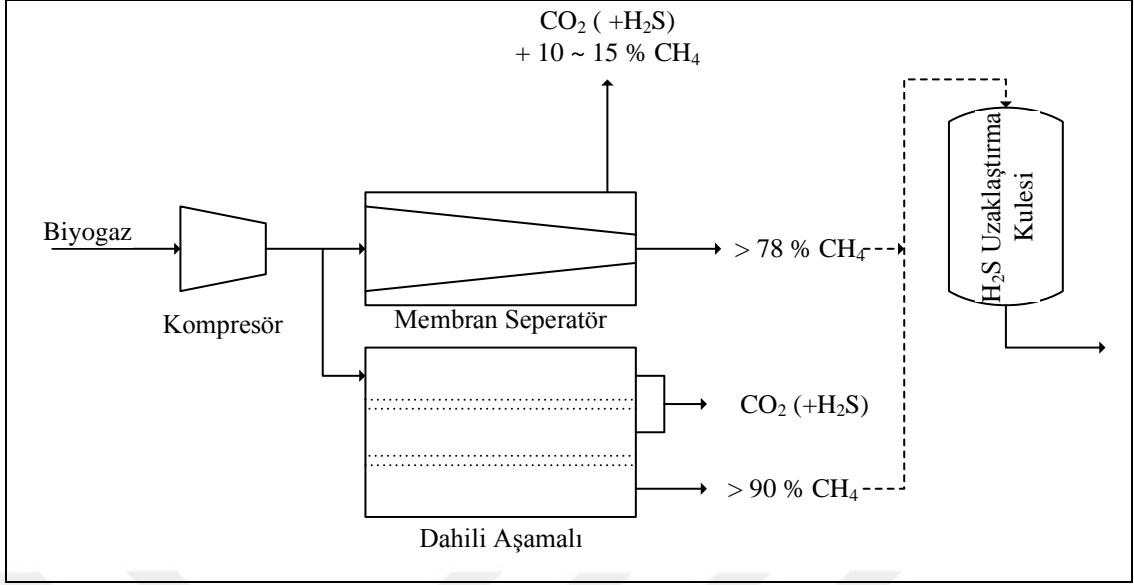 CO₂ ( +H₂S)
+ 10 ~ 15 % CH₄
Biyogaz
Kompresör
Membran Seperatör
> 78 % CH₄
H₂S Uzaklaştırma
Kulesi
CO₂ (+H₂S)
> 90 % CH₄
Dahili Aşamalı